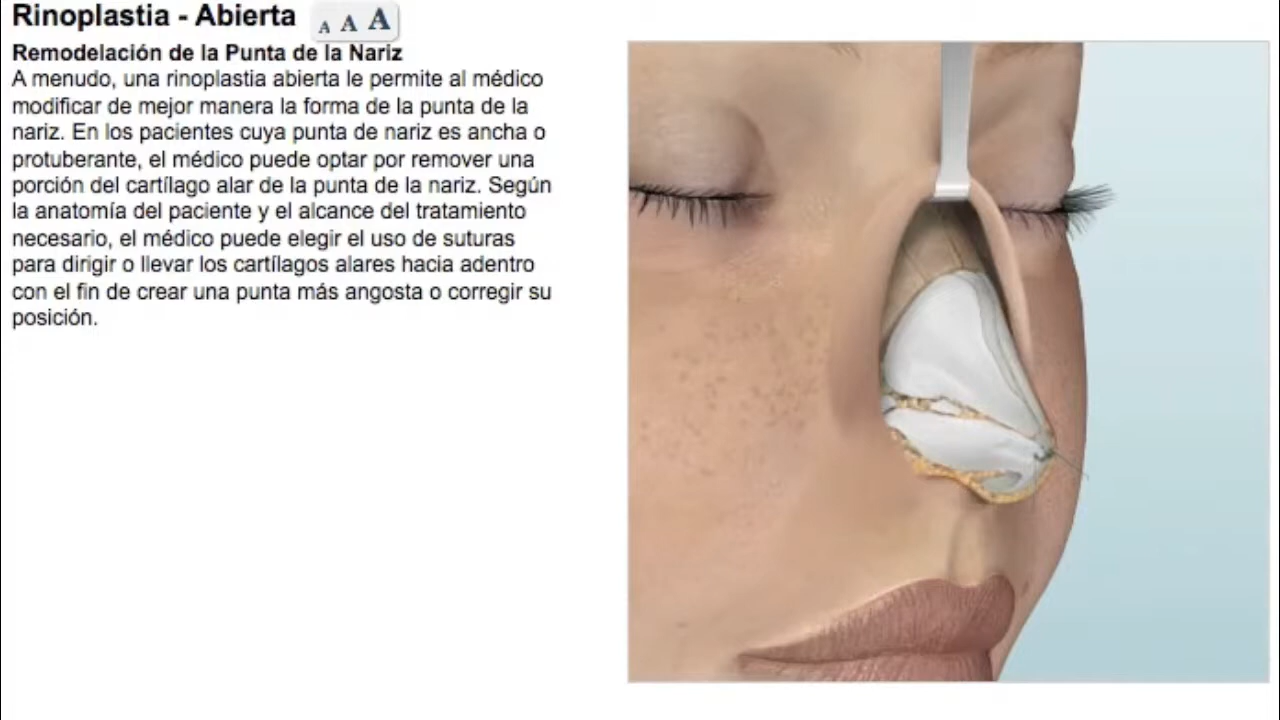 Rinoplastia - Abierta A A A
Remodelación de la Punta de la Nariz
A menudo, una rinoplastia abierta le permite al médico
modificar de mejor manera la forma de la punta de la
nariz. En los pacientes cuya punta de nariz es ancha o
protuberante, el médico puede optar por remover una
porción del cartílago alar de la punta de la nariz. Según
la anatomía del paciente y el alcance del tratamiento
necesario, el médico puede elegir el uso de suturas
para dirigir o llevar los cartílagos alares hacia adentro
con el fin de crear una punta más angosta o corregir su
posición.